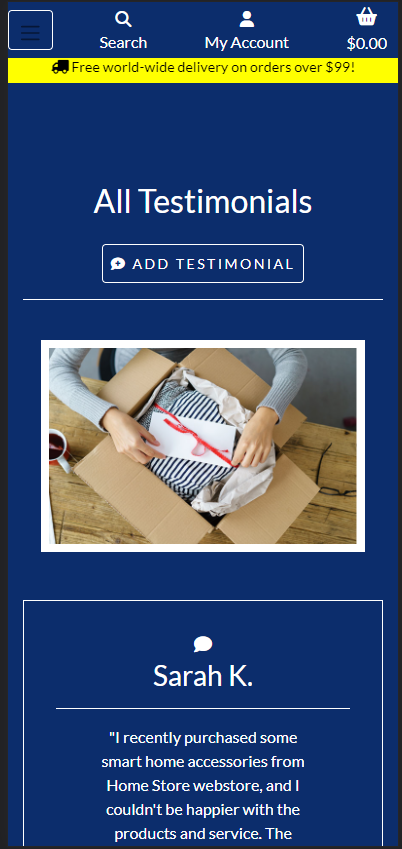 Search
My Account
$0.00
Free world-wide delivery on orders over $99!
All Testimonials
ADD TESTIMONIAL
Sarah K.
"I recently purchased some
smart home accessories from
Home Store webstore, and I
couldn't be happier with the
products and service. The